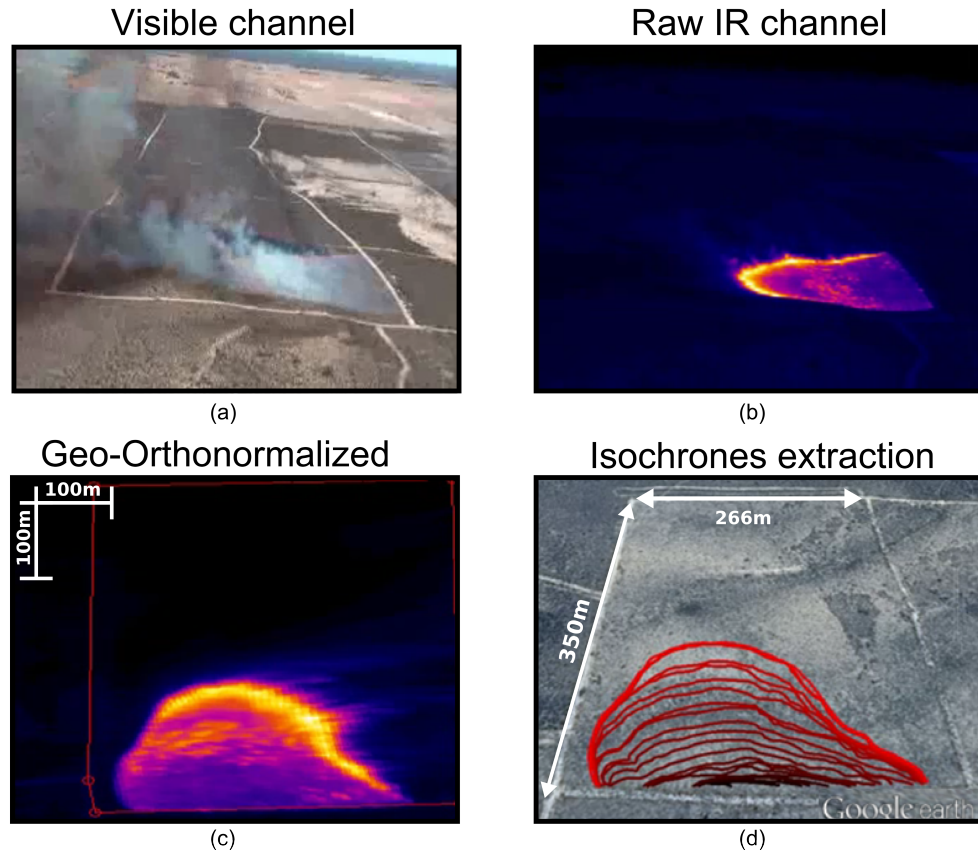 Visible channel
Raw IR channel
(a)
(b)
Geo-Orthonormalized
Isochrones extraction
100m
100m
266m
350m
Google earth
(c)
(d)